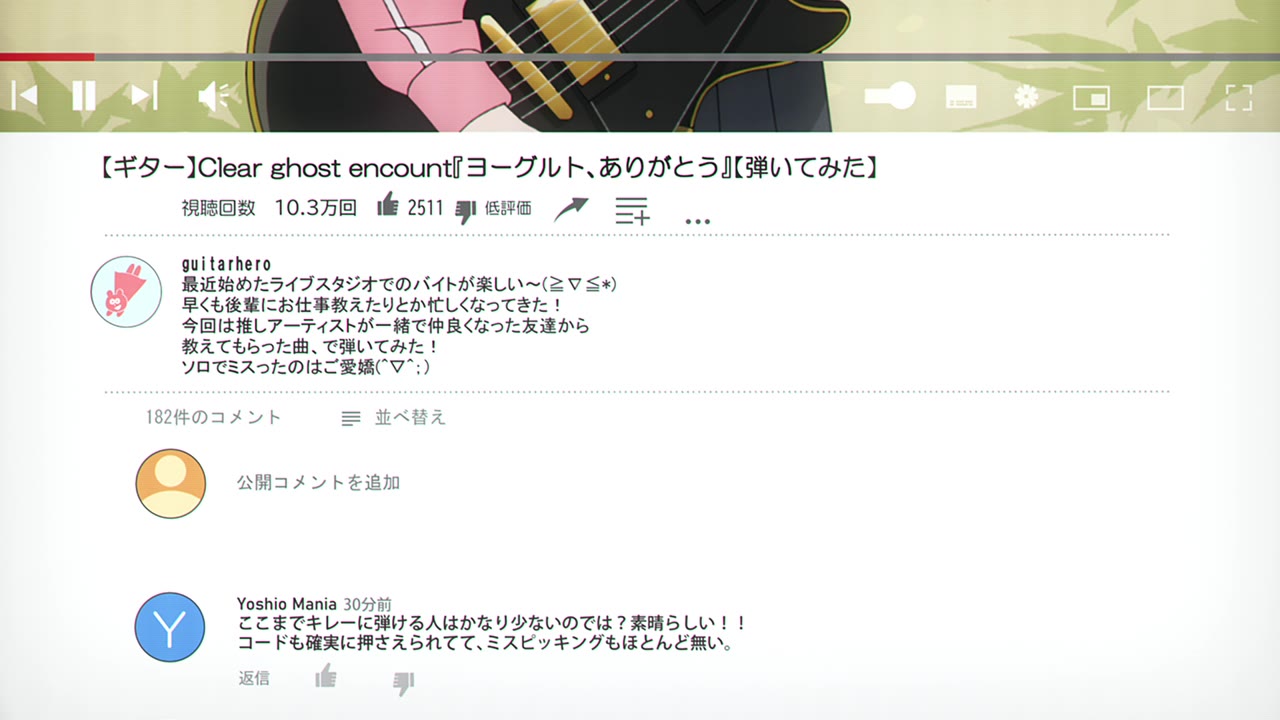 【ギター】Clear ghost encount『ヨーグルト、ありがとう』【弾いてみた】
視聴回数 10.3万回 2511 低評価
guitarhero
最近始めたライブスタジオでのバイトが楽しい～(≧▽≦*)
早くも後輩にお仕事教えたりとか忙しくなってきた！
今回は推しアーティストが一緒で仲良くなった友達から
教えてもらった曲、で弾いてみた！
ソロでミスったのはご愛嬌(^▽^;)
182件のコメント 並べ替え
公開コメントを追加
Y
Yoshio Mania 30分前
ここまでキレーに弾ける人はかなり少ないのでは？素晴らしい！！
コードも確実に押さえられてて、ミスピッキングもほとんど無い。
返信